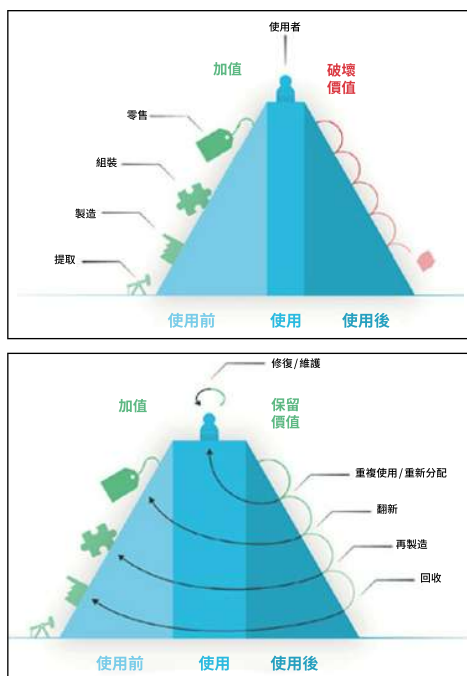 使用者
加值
破壞
價值
零售
組裝
製造
提取
使用前
使用
使用後
修復/維護
加值
保留
價值
重複使用/重新分配
翻新
再製造
回收
使用前
使用
使用後